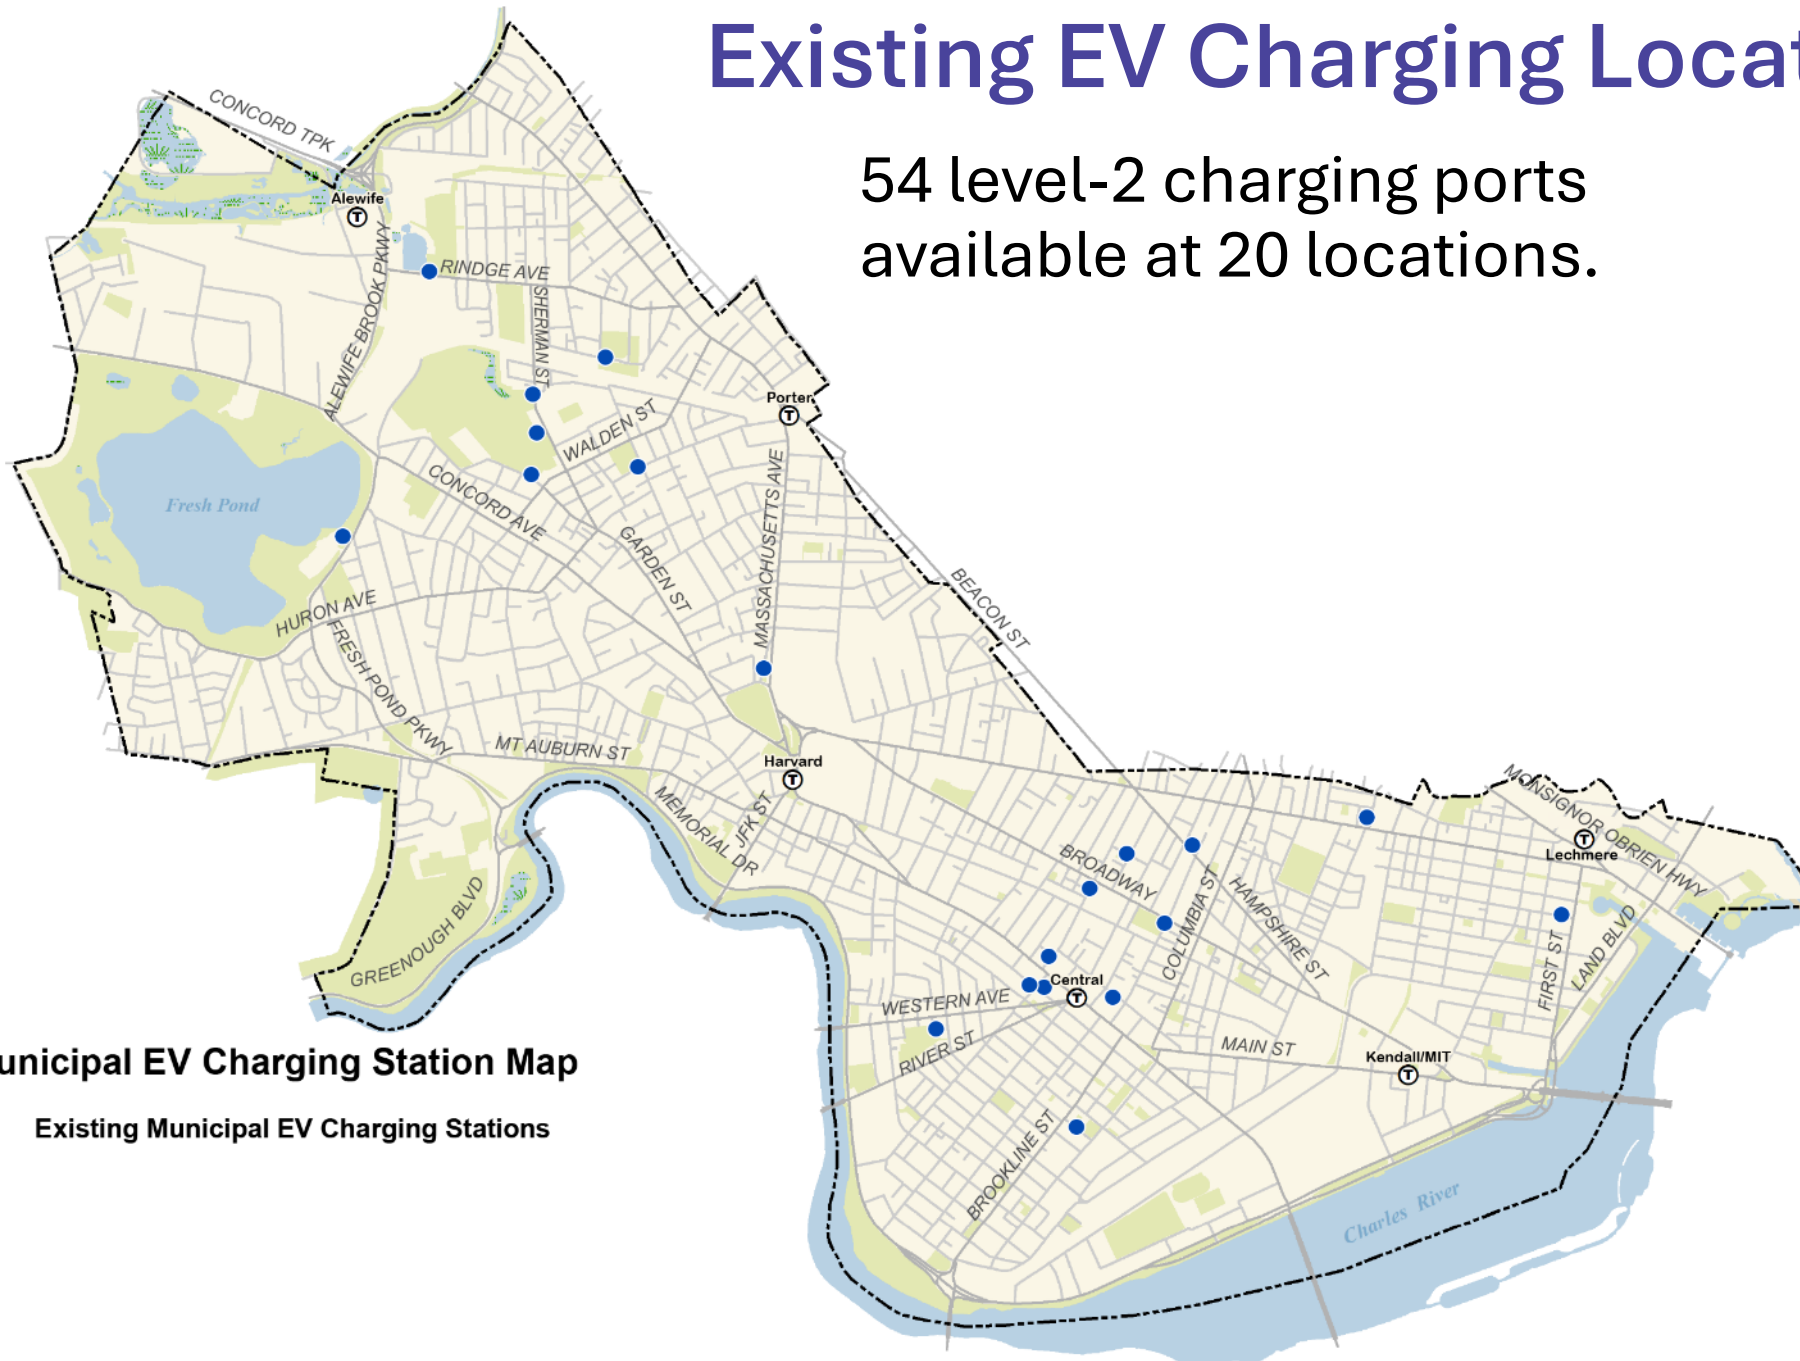 Existing EV Charging Locat
54 level-2 charging ports
available at 20 locations.
CONCORD TPK
Alewife
T
RINDGE AVE
ALEWIFE BROOK PKWY
SHERMAN ST
Porter
T
WALDEN ST
CONCORD AVE
Fresh Pond
GARDEN ST
MASSACHUSETTS AVE
BEACON ST
HURON AVE
FRESH POND PKWY
MT AUBURN ST
Harvard
T
MEMORIAL DR
JFK ST
GREENOUGH BLVD
BROADWAY
COLUMBIA ST
HAMPSHIRE ST
MONSIGNOR OBRIEN HWY
T
Lechmere
FIRST ST
LAND BLVD
Central
T
WESTERN AVE
RIVER ST
MAIN ST
Kendall/MIT
T
BROOKLINE ST
Charles River
unicipal EV Charging Station Map
Existing Municipal EV Charging Stations